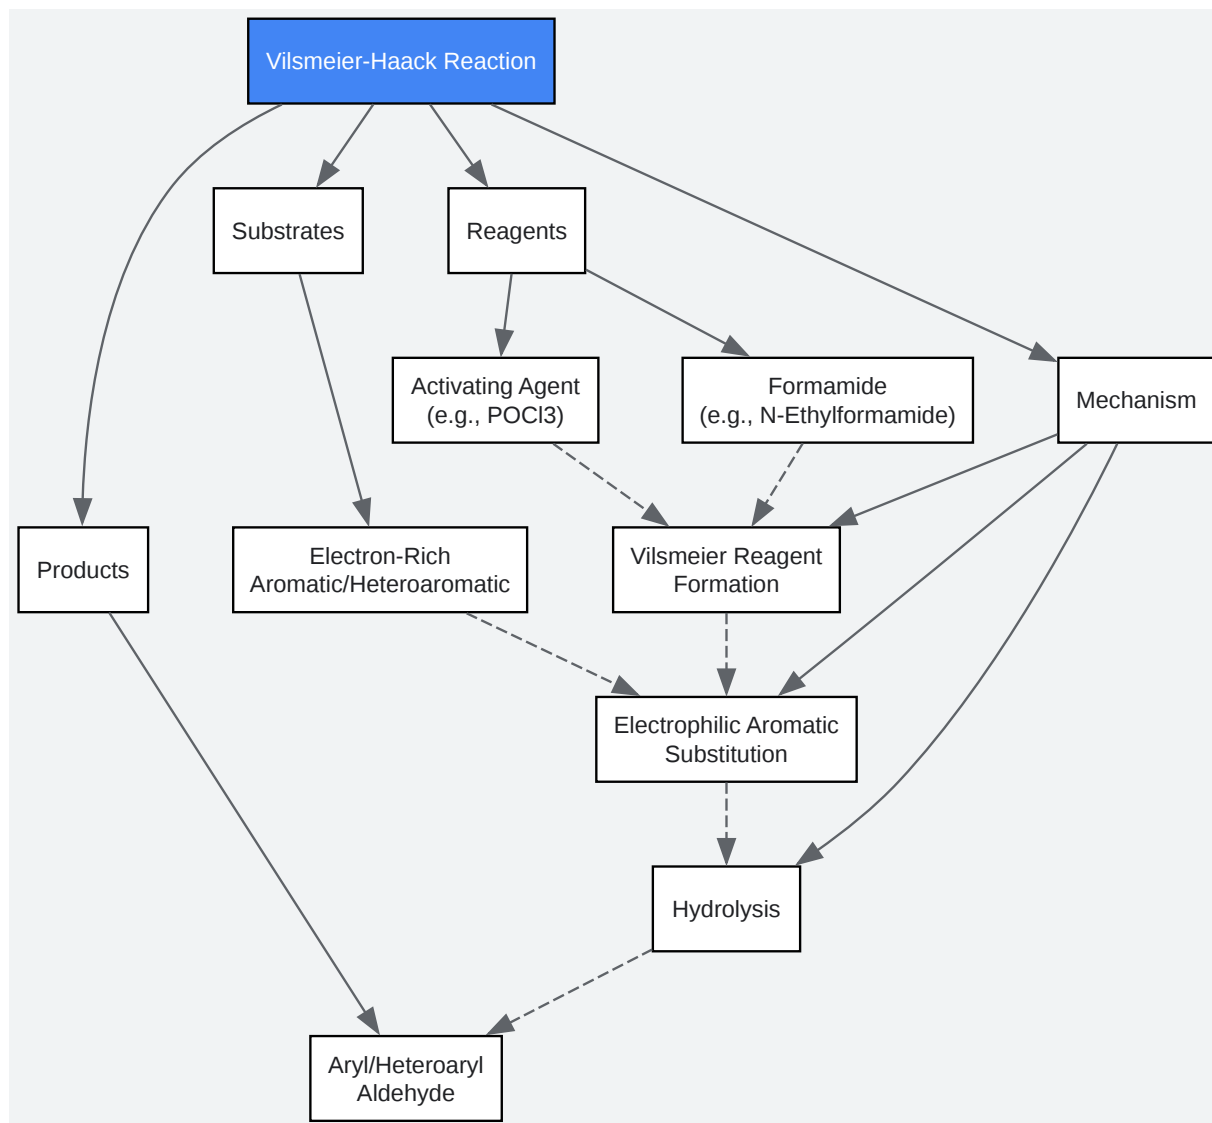 Vilsmeier-Haack Reaction
Substrates
Reagents
Activating Agent
(e.g., POCl3)
Formamide
(e.g., N-Ethylformamide)
Mechanism
Products
Electron-Rich
Aromatic/Heteroaromatic
Vilsmeier Reagent
Formation
Electrophilic Aromatic
Substitution
Hydrolysis
Aryl/Heteroaryl
Aldehyde